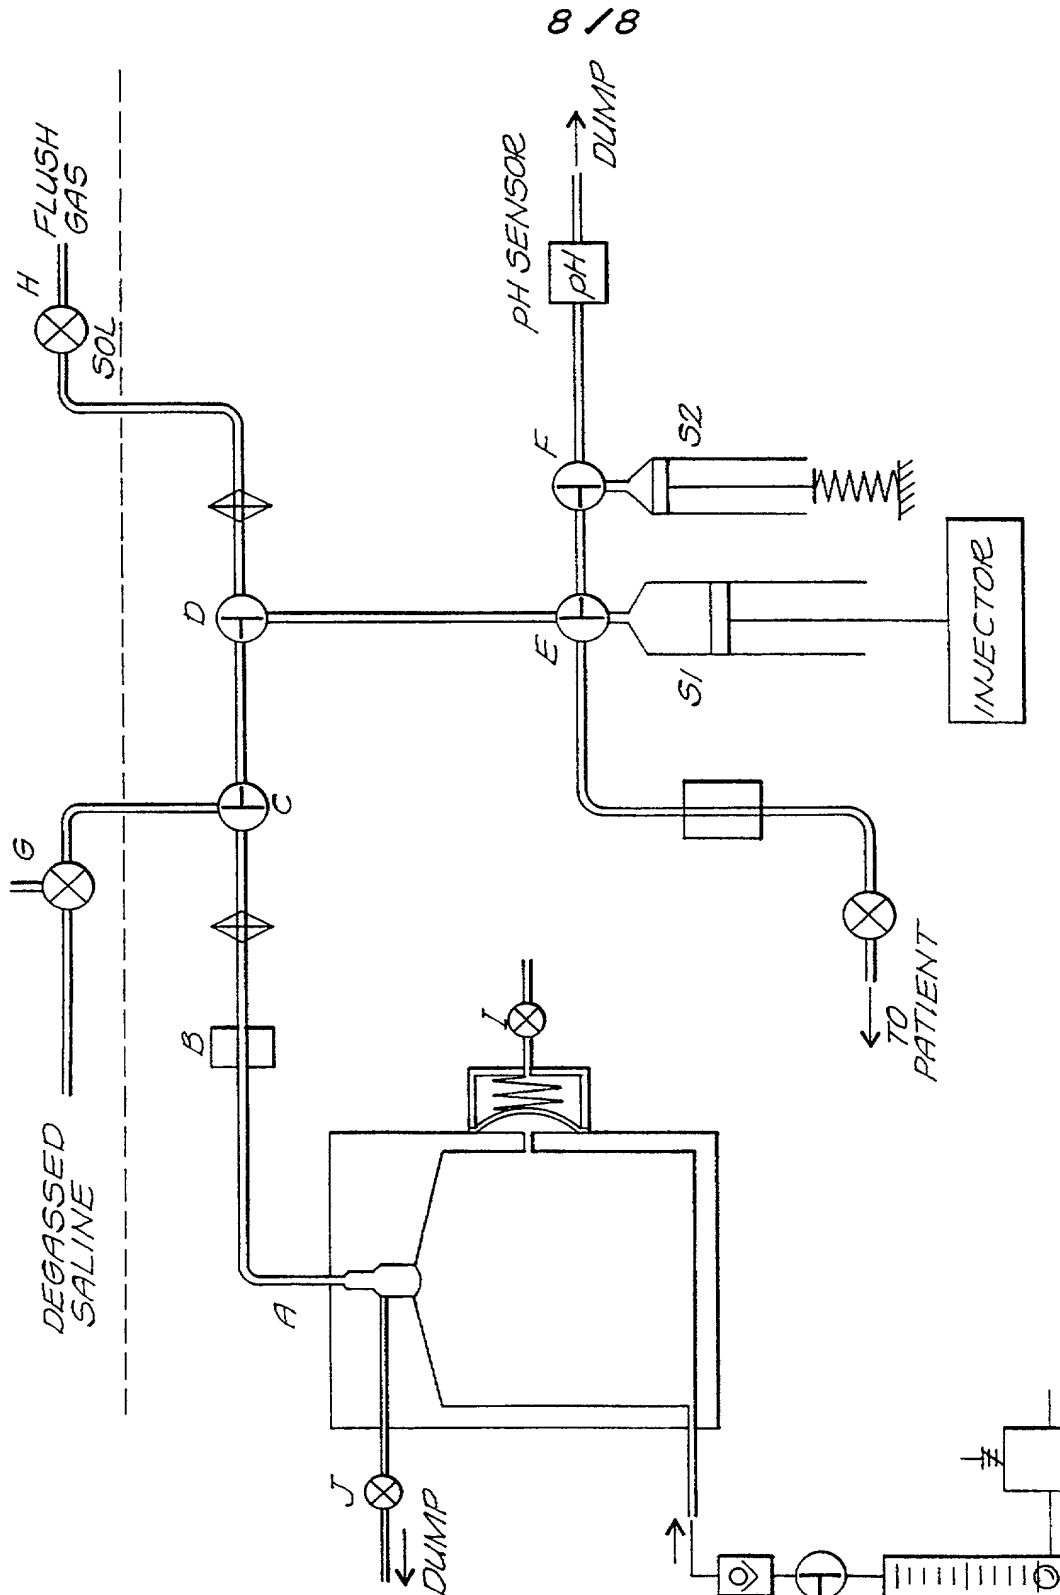 8/8
H
FLUSH
GAS
SOL
PH SENSOR
pH
DUMP
D
F
S2
E
S1
INJECTOR
G
C
B
DEGASSED
SALINE
A
I
TO
PATIENT
J
DUMP